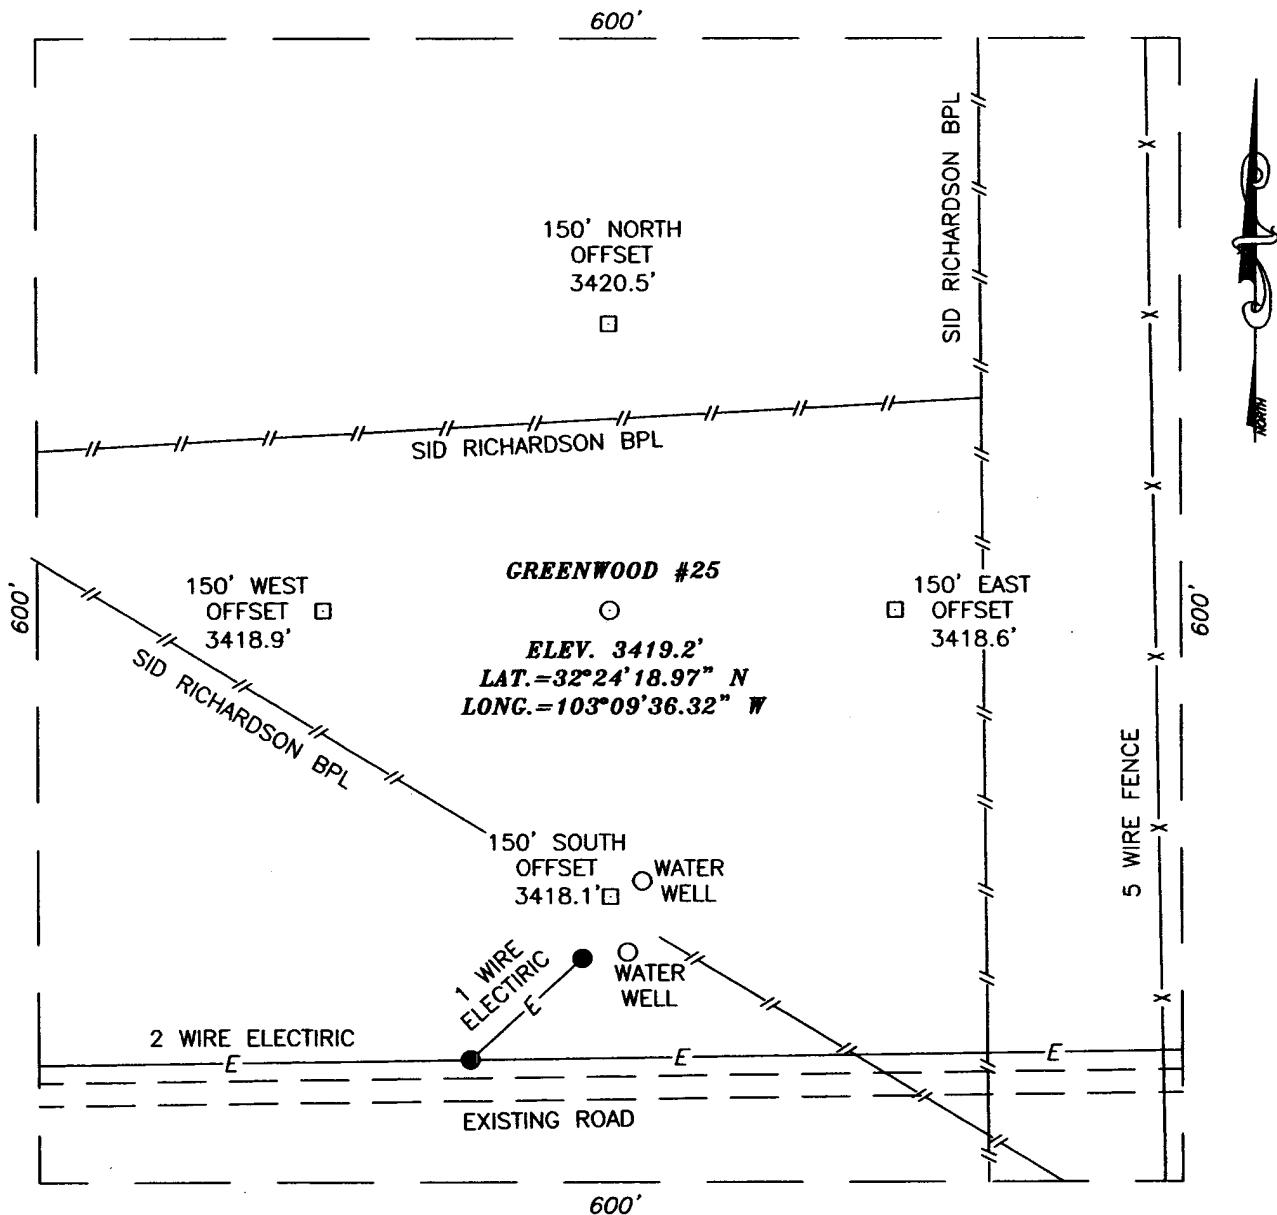 600'
SID RICHARDSON BPL
150' NORTH
OFFSET
3420.5'
NORTH
SID RICHARDSON BPL
600'
150' WEST
OFFSET
3418.9'
GREENWOOD #25
ELEV. 3419.2'
LAT.=32°24'18.97" N
LONG.=103°09'36.32" W
150' EAST
OFFSET
3418.6'
600'
SID RICHARDSON BPL
5 WIRE FENCE
150' SOUTH
OFFSET
3418.1'
WATER
WELL
WATER
WELL
1 WIRE
ELECTIRIC
E
2 WIRE ELECTIRIC
E
E
E
EXISTING ROAD
600'